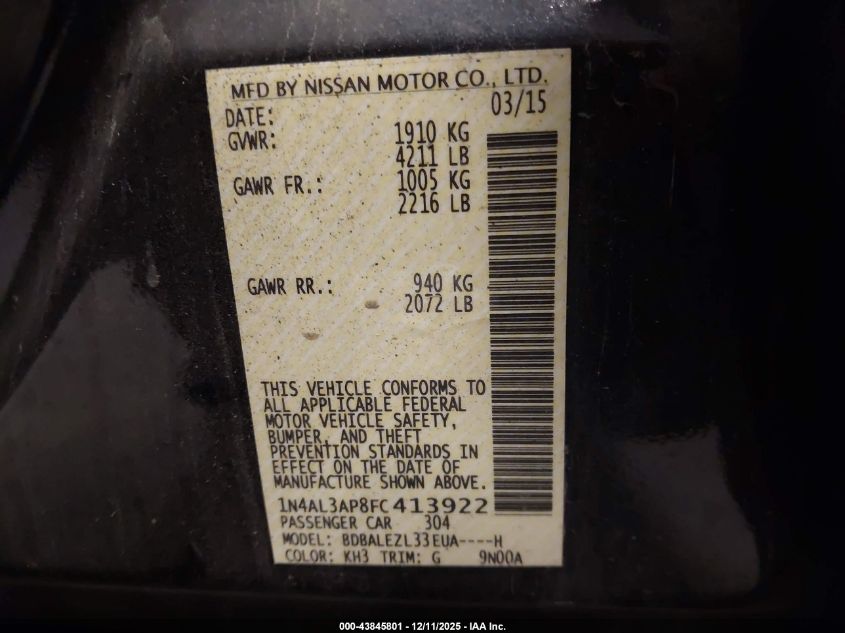 MFD BY NISSAN MOTOR CO., LTD.
DATE: 03/15
GVWR: 1910 KG
4211 LB
GAWR FR.: 1005 KG
2216 LB
GAWR RR.: 940 KG
2072 LB
THIS VEHICLE CONFORMS TO
ALL APPLICABLE FEDERAL
MOTOR VEHICLE SAFETY,
BUMPER, AND THEFT
PREVENTION STANDARDS IN
EFFECT ON THE DATE OF
MANUFACTURE SHOWN ABOVE.
1N4AL3AP8FC413922
PASSENGER CAR 304
MODEL: BDBALEZL33EUA----H
COLOR: KH3 TRIM: G 9N00A
000-43845801 - 12/11/2025 - IAA Inc.